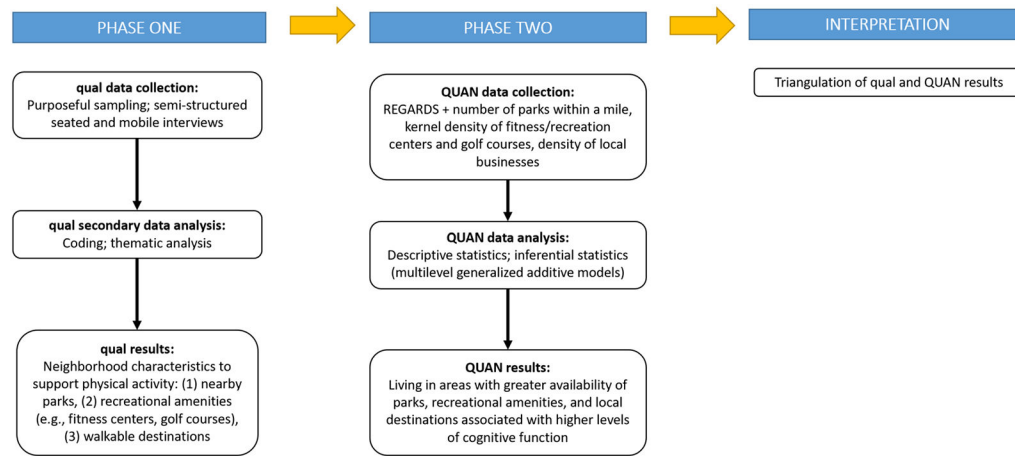 PHASE ONE
PHASE TWO
INTERPRETATION
qual data collection:
Purposeful sampling; semi-structured
seated and mobile interviews
qual secondary data analysis:
Coding; thematic analysis
qual results:
Neighborhood characteristics to
support physical activity: (1) nearby
parks, (2) recreational amenities
(e.g., fitness centers, golf courses),
(3) walkable destinations
QUAN data collection:
REGARDS + number of parks within a mile,
kernel density of fitness/recreation
centers and golf courses, density of local
businesses
QUAN data analysis:
Descriptive statistics; inferential statistics
(multilevel generalized additive models)
QUAN results:
Living in areas with greater availability of
parks, recreational amenities, and local
destinations associated with higher levels
of cognitive function
Triangulation of qual and QUAN results